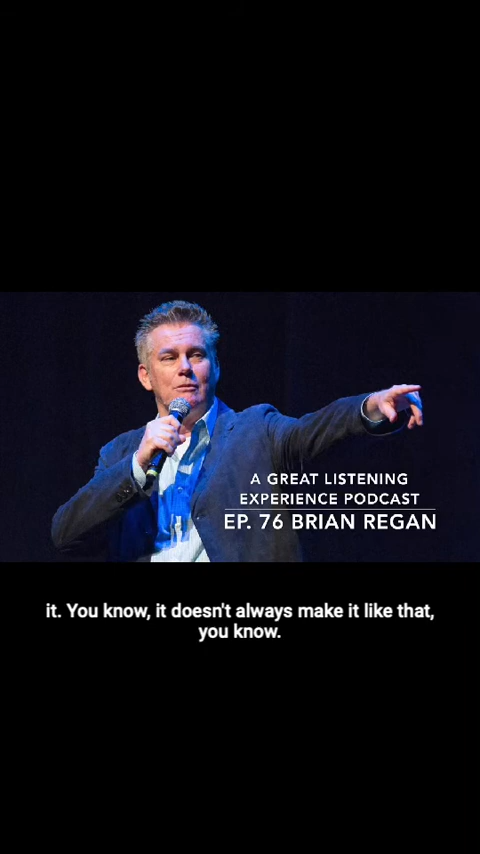 A GREAT LISTENING
EXPERIENCE PODCAST
EP. 76 BRIAN REGAN
it. You know, it doesn't always make it like that,
you know.